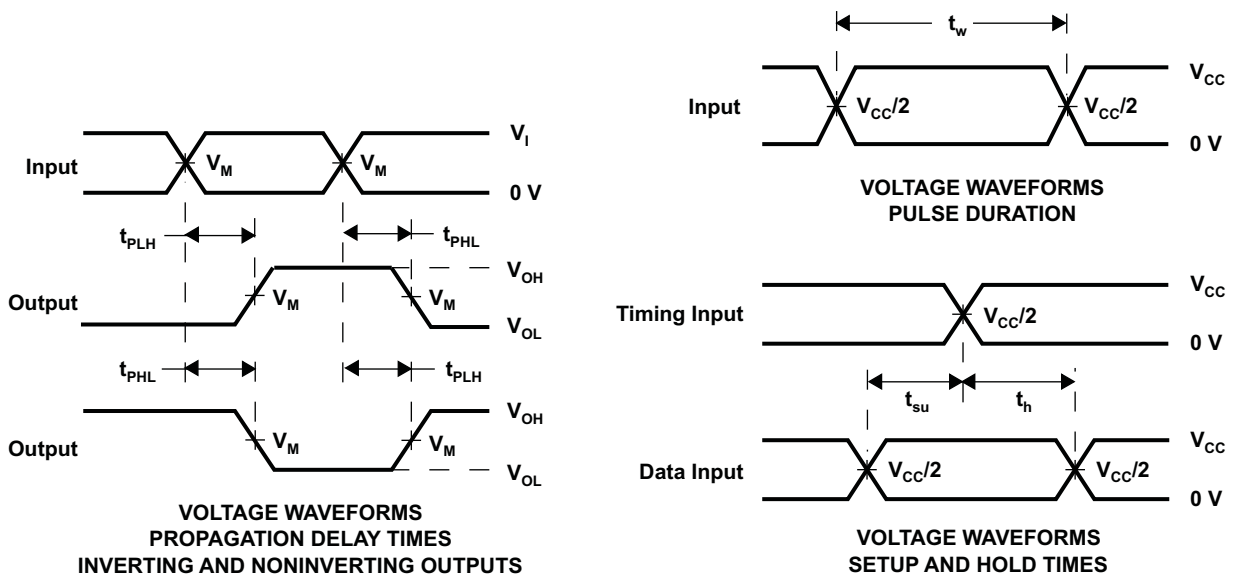 Input
V_M
V_M
V_I
0 V
t_PLH
t_PHL
Output
V_M
V_M
V_OH
V_OL
t_PHL
t_PLH
Output
V_M
V_M
V_OH
V_OL
VOLTAGE WAVEFORMS
PROPAGATION DELAY TIMES
INVERTING AND NONINVERTING OUTPUTS
t_w
Input
V_CC/2
V_CC/2
V_CC
0 V
VOLTAGE WAVEFORMS
PULSE DURATION
Timing Input
V_CC/2
V_CC
0 V
t_su
t_h
Data Input
V_CC/2
V_CC/2
V_CC
0 V
VOLTAGE WAVEFORMS
SETUP AND HOLD TIMES